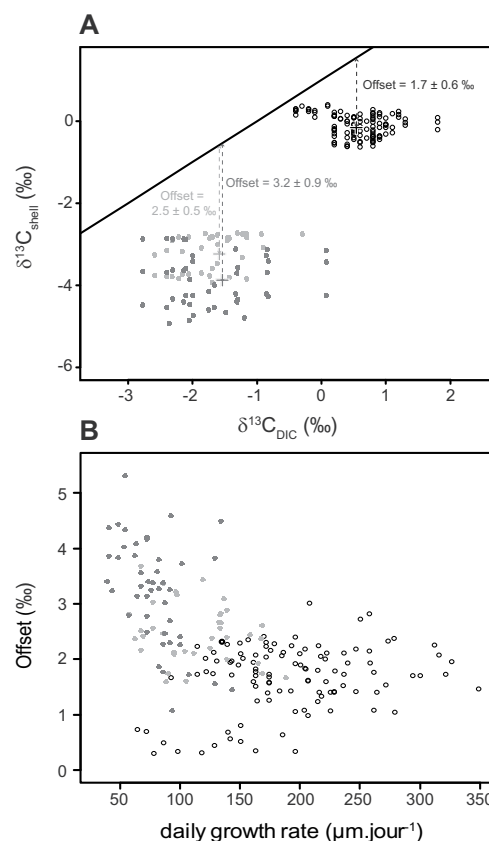 A
0
-2
-4
-6
δ¹³C_shell (‰)
Offset = 1.7 ± 0.6 ‰
Offset = 3.2 ± 0.9 ‰
Offset =
2.5 ± 0.5 ‰
-3 -2 -1 0 1 2
δ¹³C_DIC (‰)
B
5
4
3
2
1
0
Offset (‰)
50 100 150 200 250 300 350
daily growth rate (µm.jour⁻¹)